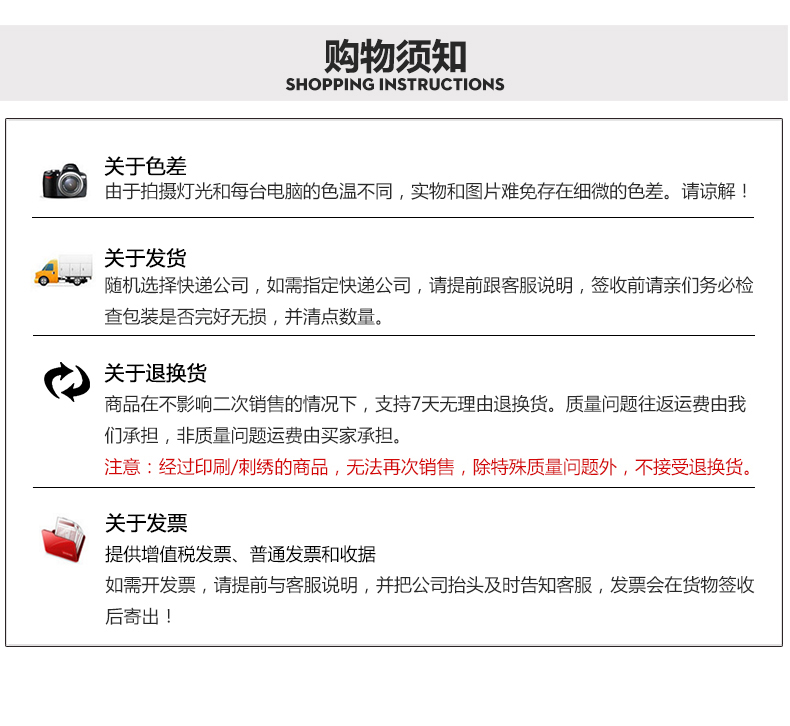 购物须知
SHOPPING INSTRUCTIONS
关于色差
由于拍摄灯光和每台电脑的色温不同，实物和图片难免存在细微的色差。请谅解！
关于发货
随机选择快递公司，如需指定快递公司，请提前跟客服说明，签收前请亲们务必检
查包装是否完好无损，并清点数量。
关于退换货
商品在不影响二次销售的情况下，支持7天无理由退换货。质量问题往返运费由我
们承担，非质量问题运费由买家承担。
注意：经过印刷/刺绣的商品，无法再次销售，除特殊质量问题外，不接受退换货。
关于发票
提供增值税发票、普通发票和收据
如需开发票，请提前与客服说明，并把公司抬头及时告知客服，发票会在货物签收
后寄出！